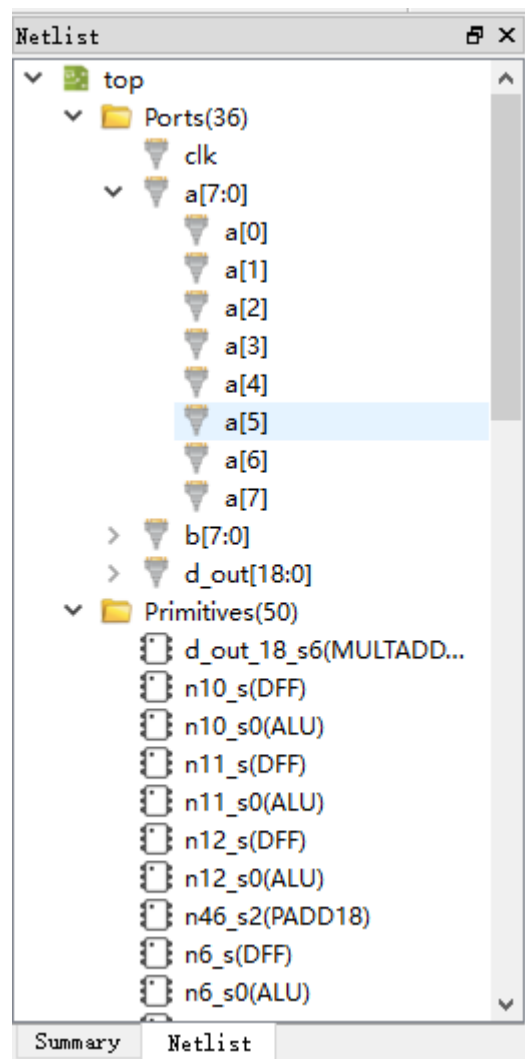 Netlist
top
Ports(36)
clk
a[7:0]
a[0]
a[1]
a[2]
a[3]
a[4]
a[5]
a[6]
a[7]
b[7:0]
d_out[18:0]
Primitives(50)
d_out_18_s6(MULTADD...
n10_s(DFF)
n10_s0(ALU)
n11_s(DFF)
n11_s0(ALU)
n12_s(DFF)
n12_s0(ALU)
n46_s2(PADD18)
n6_s(DFF)
n6_s0(ALU)
Summary Netlist